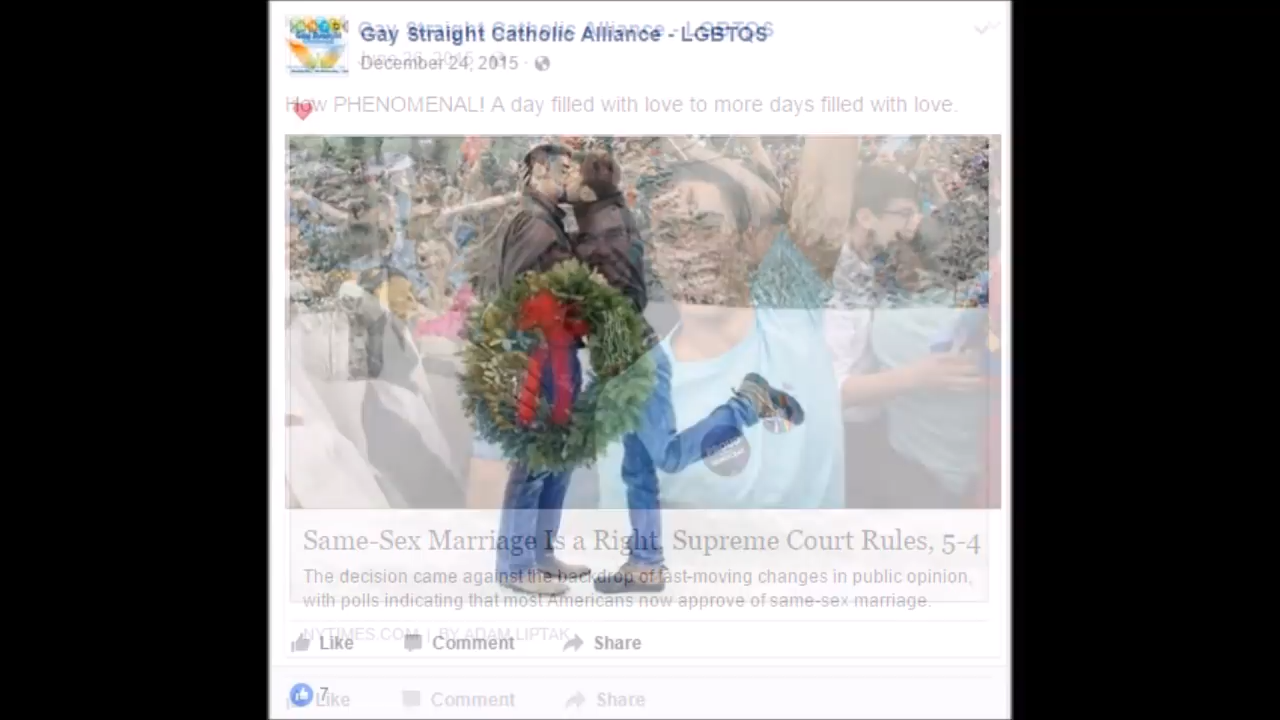 Gay Straight Catholic Alliance - LGBTQS
December 24, 2015
How PHENOMENAL! A day filled with love to more days filled with love.
PROUD
Same-Sex Marriage Is a Right, Supreme Court Rules, 5-4
The decision came against the backdrop of fast-moving changes in public opinion,
with polls indicating that most Americans now approve of same-sex marriage.
NYTIMES.COM | BY ADAM LIPTAK
Like Comment Share
7
Like Comment Share